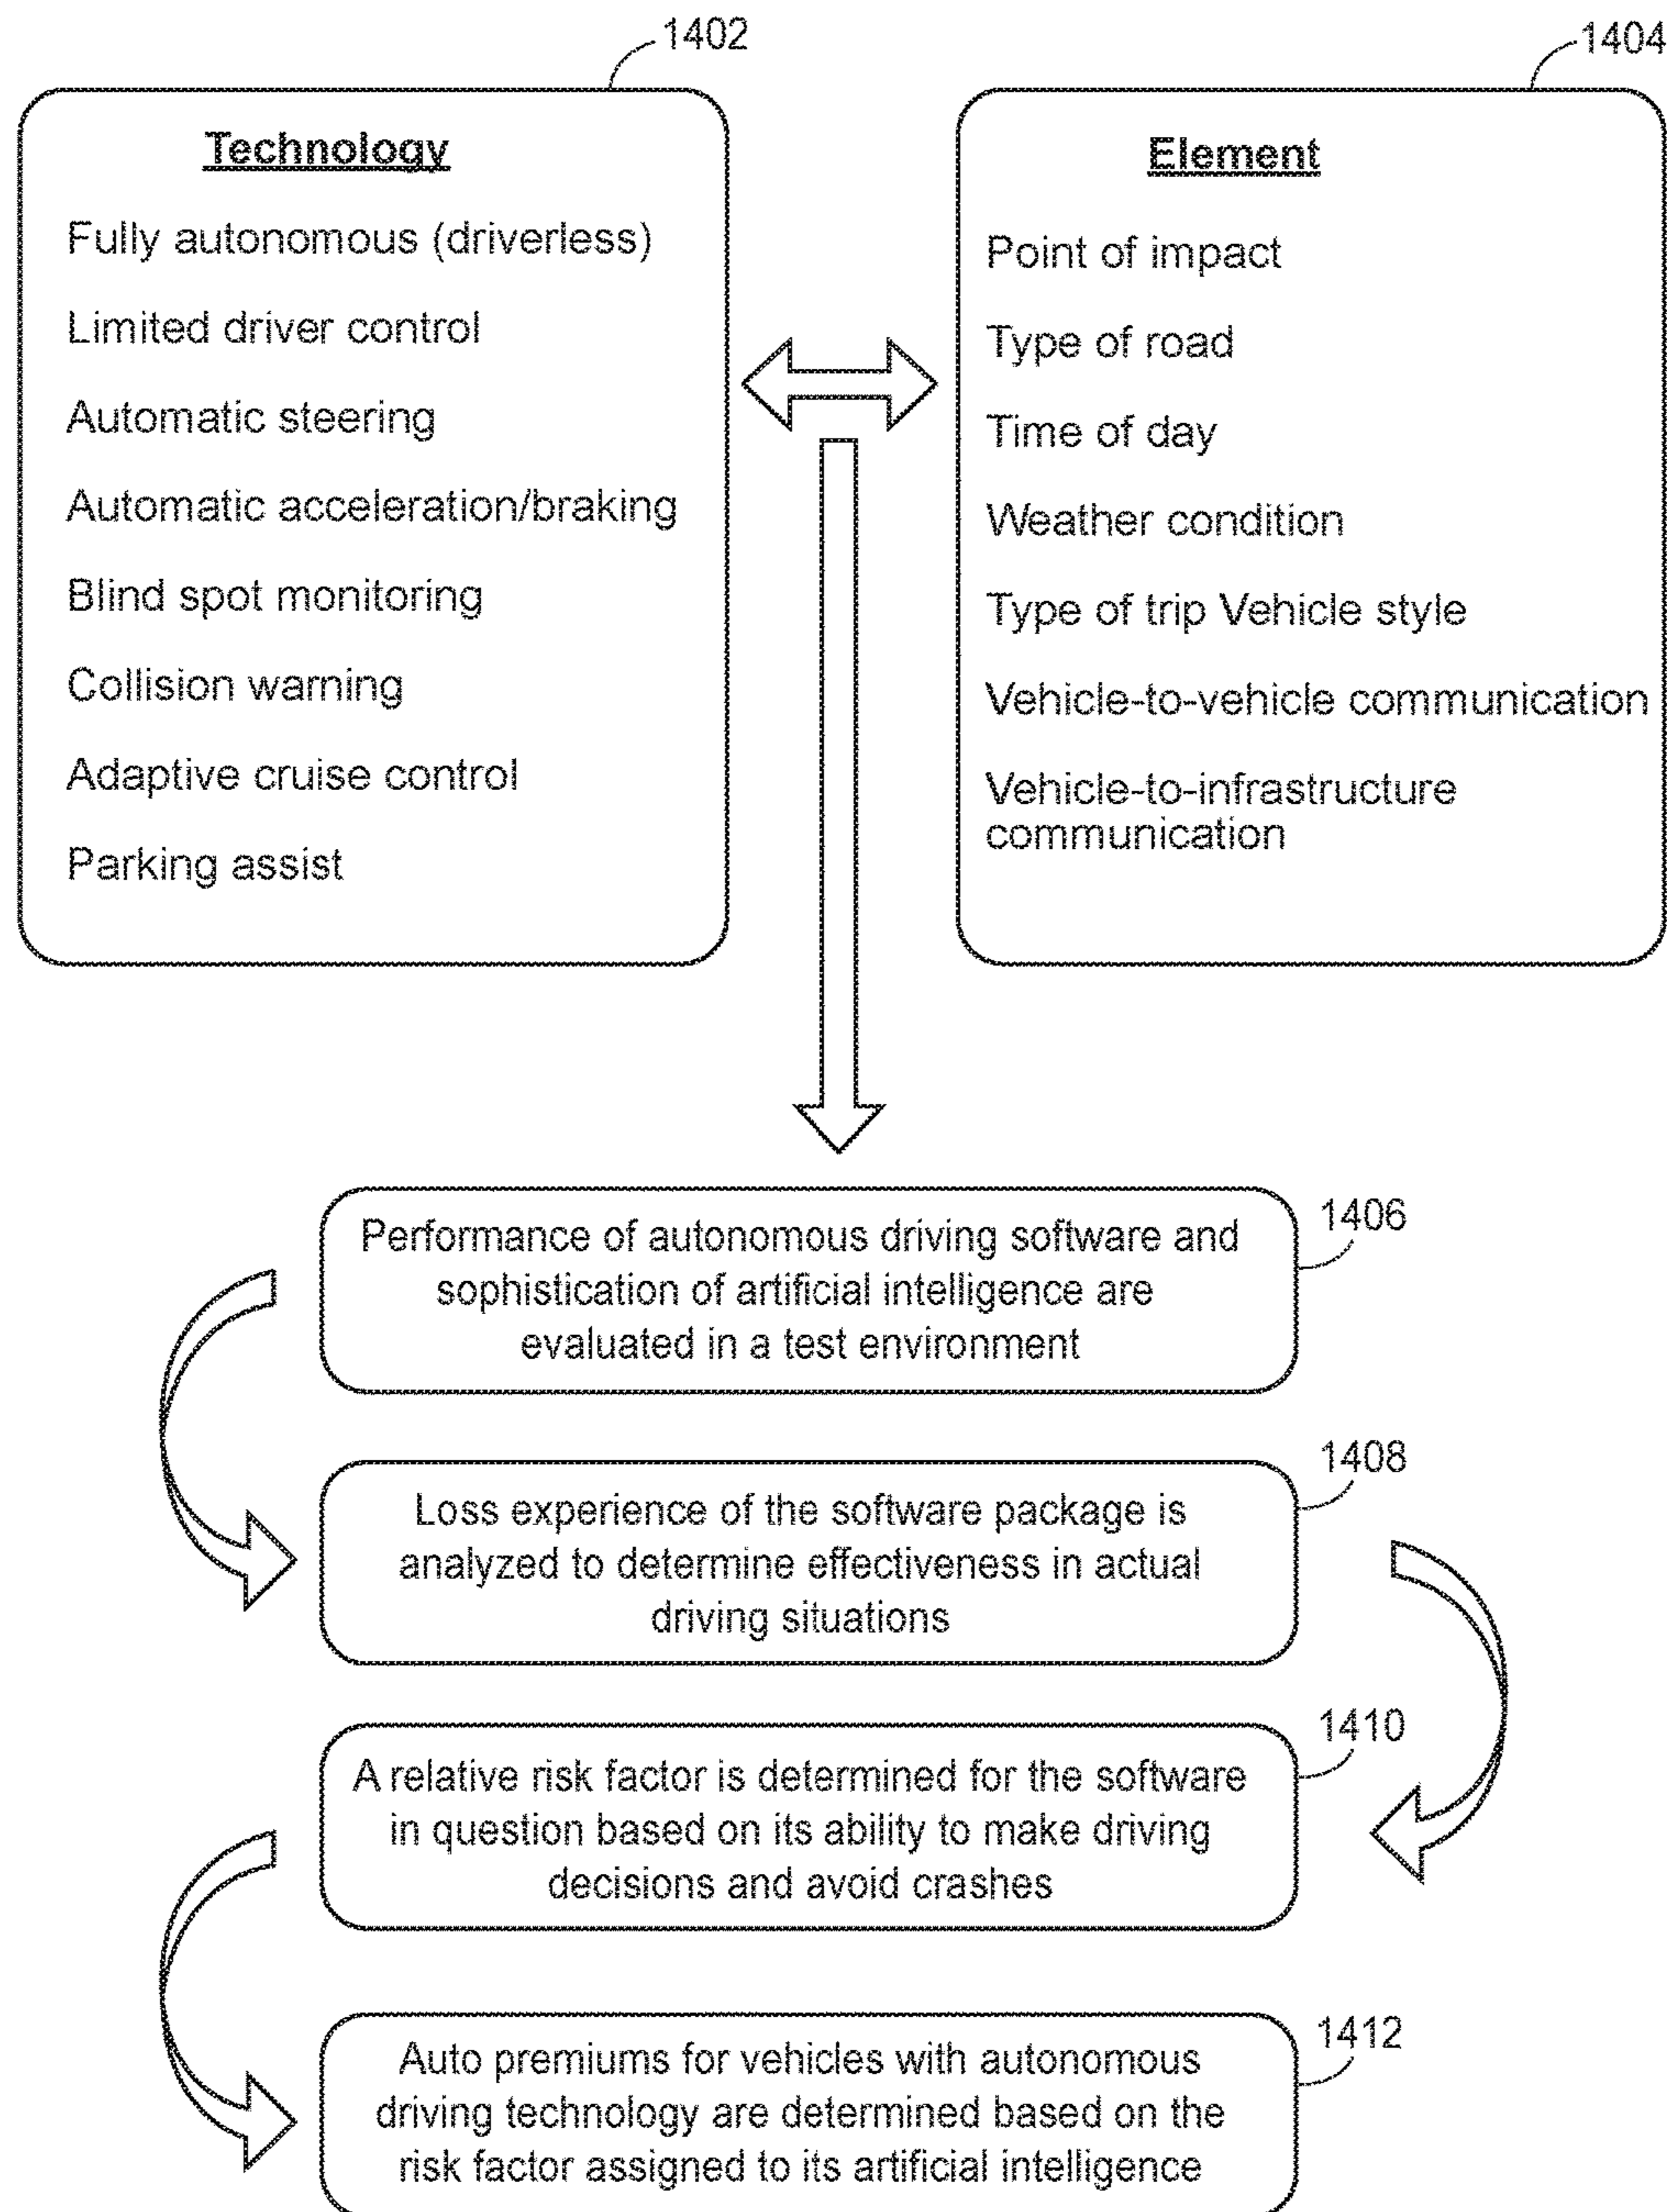 1402
Technology
Fully autonomous (driverless)
Limited driver control
Automatic steering
Automatic acceleration/braking
Blind spot monitoring
Collision warning
Adaptive cruise control
Parking assist
1404
Element
Point of impact
Type of road
Time of day
Weather condition
Type of trip Vehicle style
Vehicle-to-vehicle communication
Vehicle-to-infrastructure
communication
1406
Performance of autonomous driving software and
sophistication of artificial intelligence are
evaluated in a test environment
1408
Loss experience of the software package is
analyzed to determine effectiveness in actual
driving situations
1410
A relative risk factor is determined for the software
in question based on its ability to make driving
decisions and avoid crashes
1412
Auto premiums for vehicles with autonomous
driving technology are determined based on the
risk factor assigned to its artificial intelligence